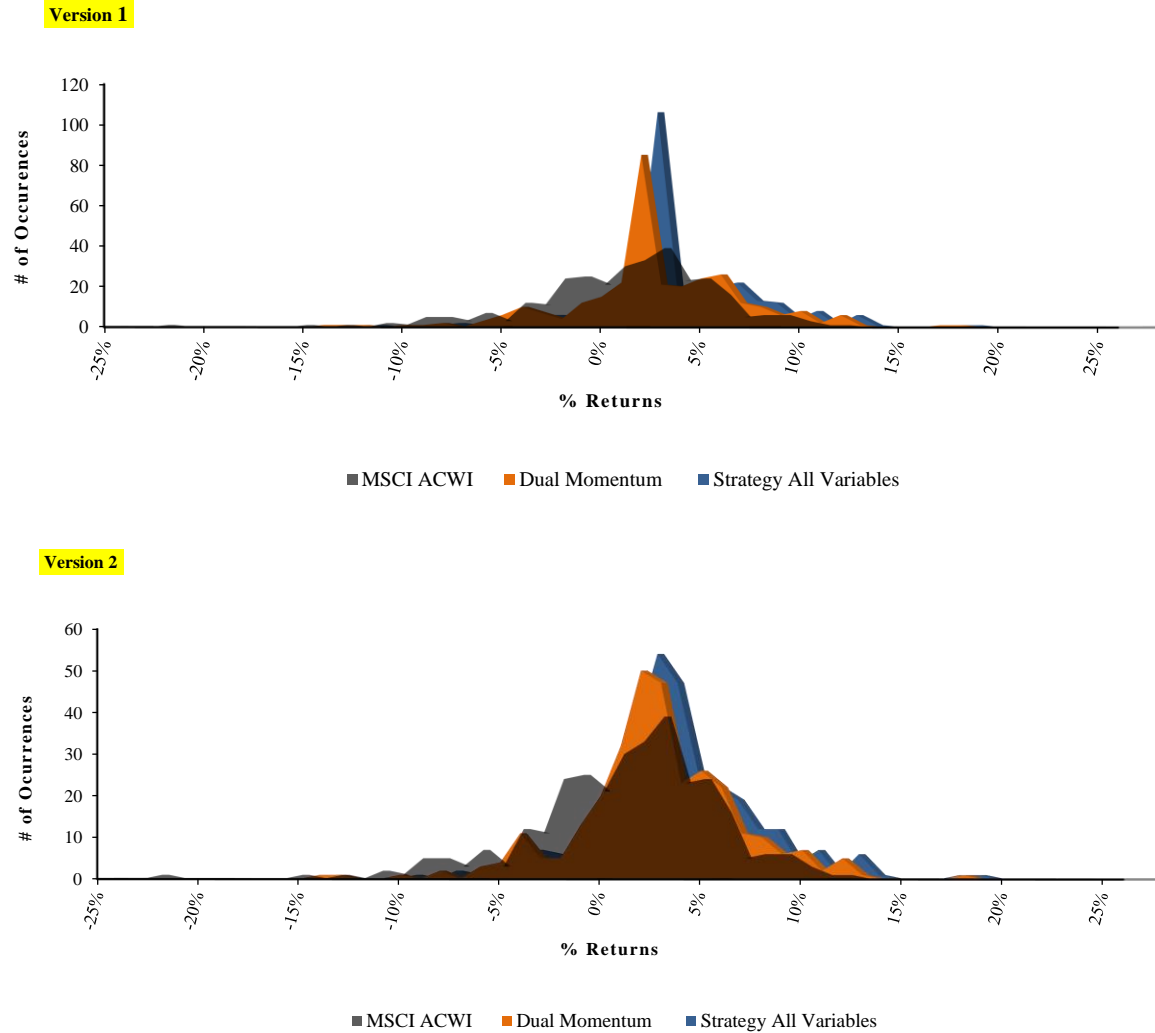 Version 1
120
100
80
60
40
20
0
# of Occurences
-25% -20% -15% -10% -5% 0% 5% 10% 15% 20% 25%
% Returns
MSCI ACWI Dual Momentum Strategy All Variables
Version 2
60
50
40
30
20
10
0
# of Ocurrences
-25% -20% -15% -10% -5% 0% 5% 10% 15% 20% 25%
% Returns
MSCI ACWI Dual Momentum Strategy All Variables